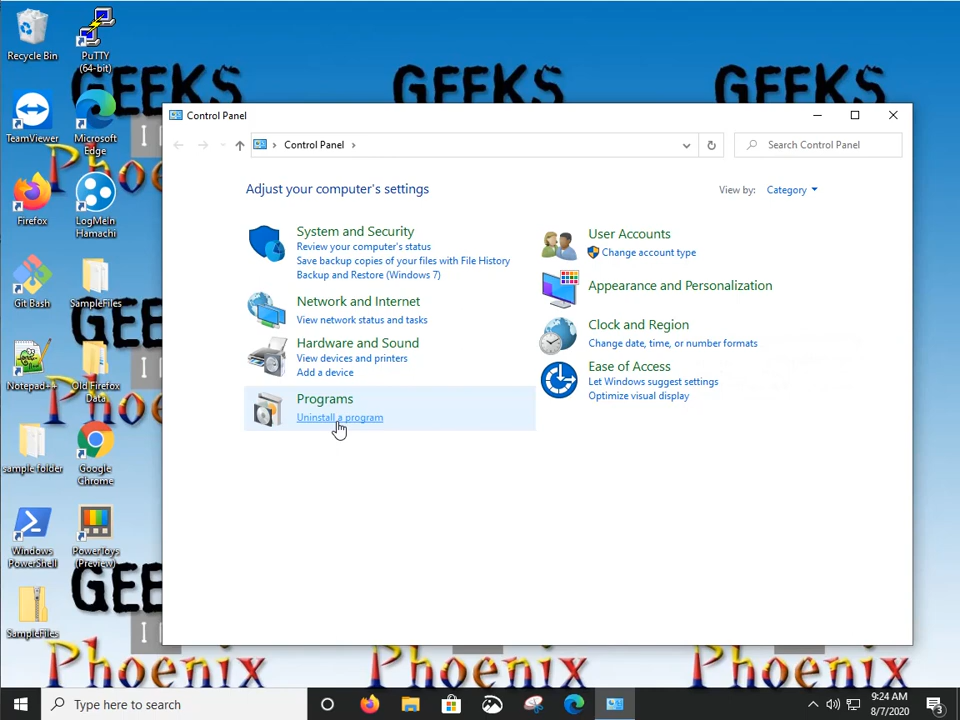 Recycle Bin
PuTTY
(64-bit)
GEEKS
GEEKS
GEEKS
TeamViewer
Microsoft
Edge
Firefox
LogMeIn
Hamachi
Git Bash
SampleFiles
Notepad++
Old Firefox
Data
sample folder
Google
Chrome
Windows
PowerShell
PowerToys
(Preview)
SampleFiles
Control Panel
Control Panel
Search Control Panel
Adjust your computer's settings
View by: Category
System and Security
Review your computer's status
Save backup copies of your files with File History
Backup and Restore (Windows 7)
Network and Internet
View network status and tasks
Hardware and Sound
View devices and printers
Add a device
Programs
Uninstall a program
User Accounts
Change account type
Appearance and Personalization
Clock and Region
Change date, time, or number formats
Ease of Access
Let Windows suggest settings
Optimize visual display
Phoenix
Phoenix
Phoenix
Type here to search
9:24 AM
8/7/2020
3